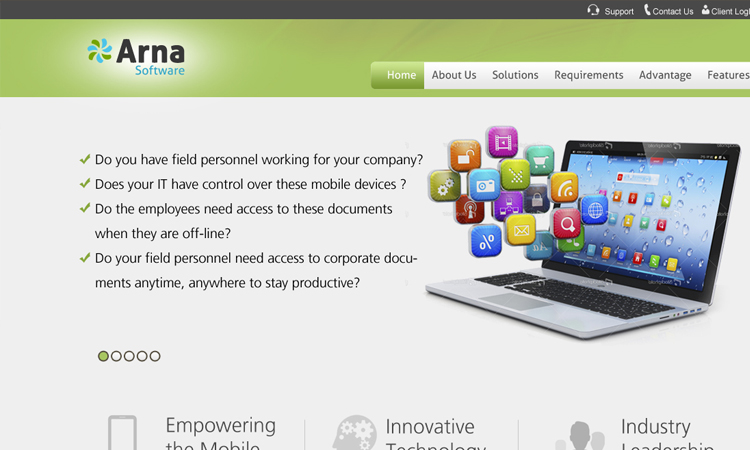 Support Contact Us Client Logi
Arna
Software
Home About Us Solutions Requirements Advantage Features
Do you have field personnel working for your company?
Does your IT have control over these mobile devices ?
Do the employees need access to these documents
when they are off-line?
Do your field personnel need access to corporate docu-
ments anytime, anywhere to stay productive?
Empowering
the Mobile
Innovative
Technology
Industry
Leadership